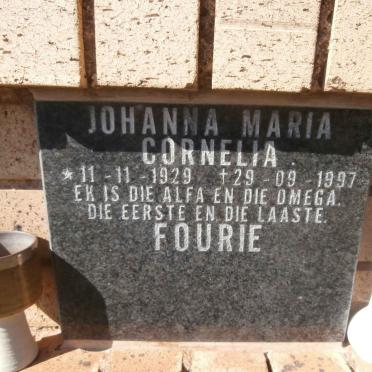 JOHANNA MARIA
CORNELIA
* 11 - 11 - 1929 †29 - 09 - 1997
EK IS DIE ALFA EN DIE OMEGA.
DIE EERSTE EN DIE LAASTE.
FOURIE